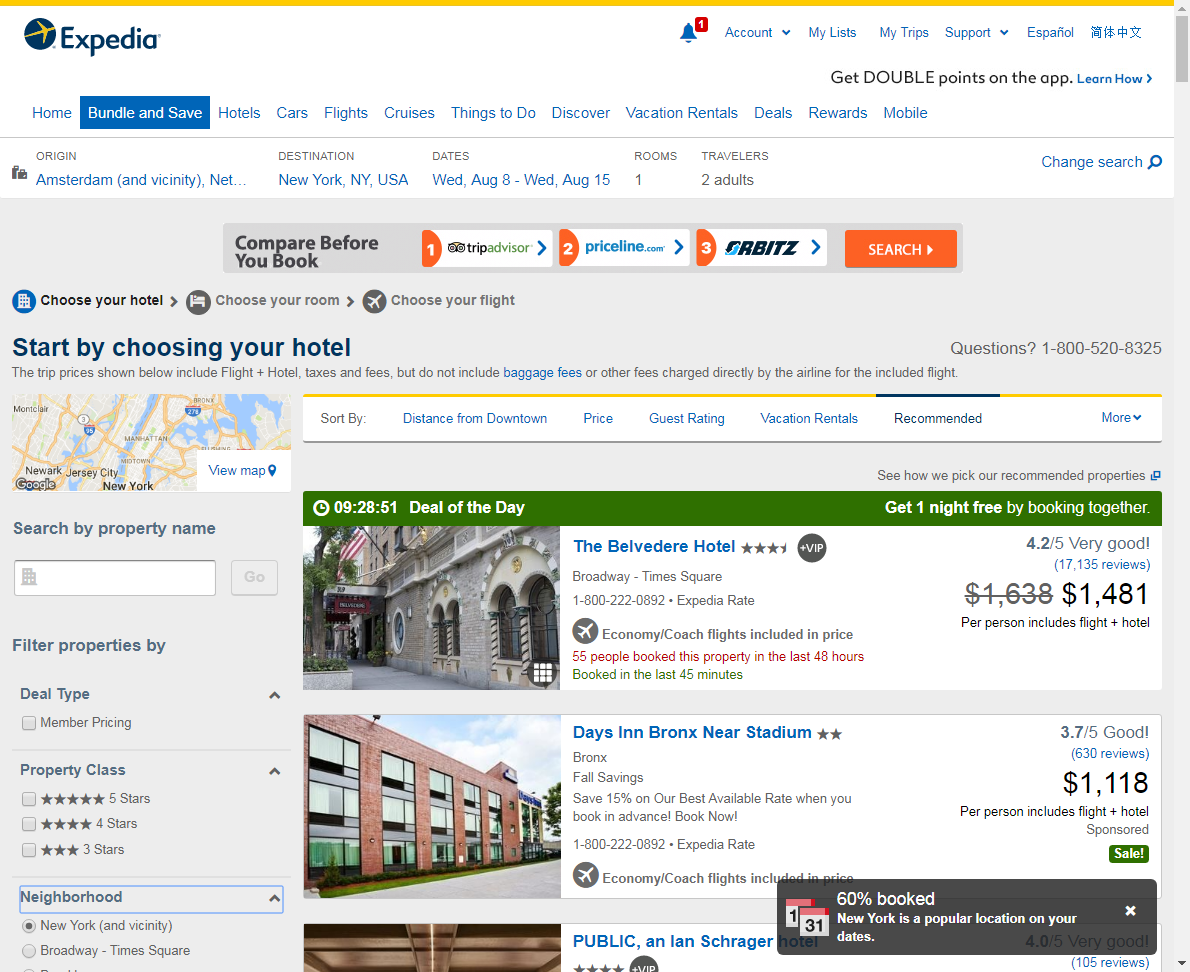 Expedia
1
Account
My Lists
My Trips
Support
Español
简体中文
Get DOUBLE points on the app. Learn How
Home
Bundle and Save
Hotels
Cars
Flights
Cruises
Things to Do
Discover
Vacation Rentals
Deals
Rewards
Mobile
ORIGIN
Amsterdam (and vicinity), Net...
DESTINATION
New York, NY, USA
DATES
Wed, Aug 8 - Wed, Aug 15
ROOMS
1
TRAVELERS
2 adults
Change search
Compare Before
You Book
1 tripadvisor
2 priceline.com
3 ORBITZ
SEARCH
Choose your hotel
Choose your room
Choose your flight
Start by choosing your hotel
Questions? 1-800-520-8325
The trip prices shown below include Flight + Hotel, taxes and fees, but do not include baggage fees or other fees charged directly by the airline for the included flight.
Montclair
BRONX
3
278
95
MANHATTAN
FLUSHING
MIDTOWN
Newark
Jersey City
Google
New York
View map
Sort By:
Distance from Downtown
Price
Guest Rating
Vacation Rentals
Recommended
More
See how we pick our recommended properties
Search by property name
Go
Filter properties by
Deal Type
Member Pricing
Property Class
5 Stars
4 Stars
3 Stars
Neighborhood
New York (and vicinity)
Broadway - Times Square
09:28:51 Deal of the Day
Get 1 night free by booking together.
BELVEDERE
The Belvedere Hotel
+VIP
Broadway - Times Square
1-800-222-0892 • Expedia Rate
Economy/Coach flights included in price
55 people booked this property in the last 48 hours
Booked in the last 45 minutes
4.2/5 Very good!
(17,135 reviews)
$1,638 $1,481
Per person includes flight + hotel
Days Inn
Days Inn Bronx Near Stadium
Bronx
Fall Savings
Save 15% on Our Best Available Rate when you
book in advance! Book Now!
1-800-222-0892 • Expedia Rate
Economy/Coach flights included in price
3.7/5 Good!
(630 reviews)
$1,118
Per person includes flight + hotel
Sponsored
Sale!
PUBLIC, an Ian Schrager hotel
+VIP
4.0/5 Very good!
(105 reviews)
1
31
60% booked
New York is a popular location on your
dates.